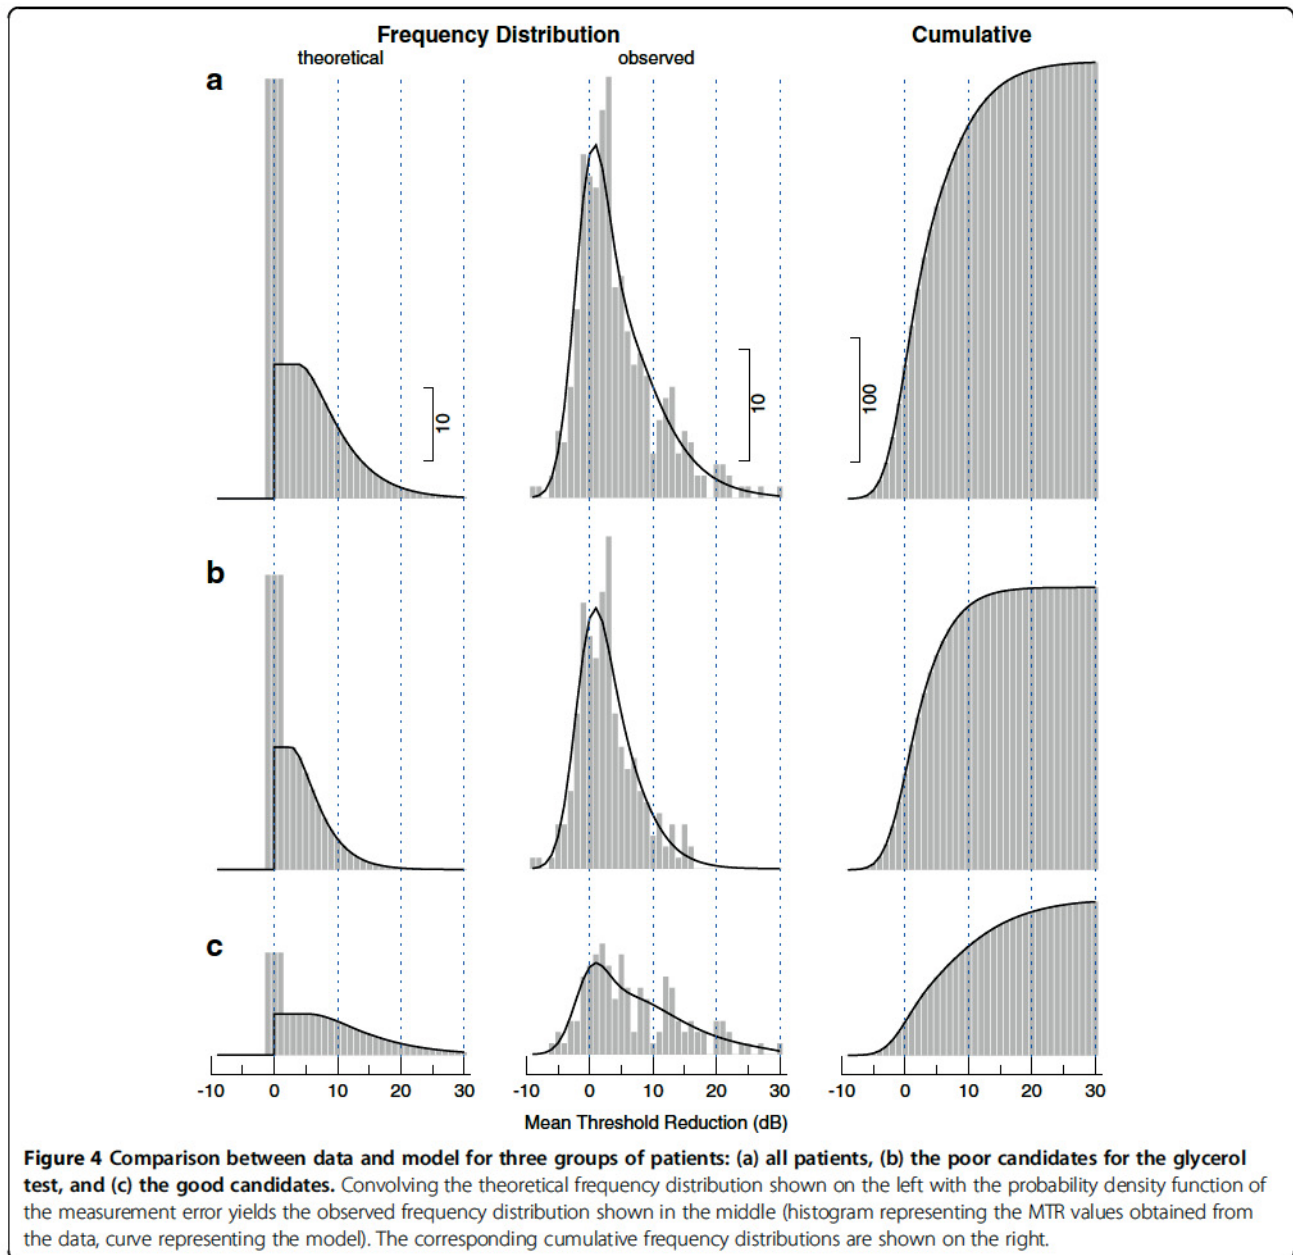 Frequency Distribution
Cumulative
theoretical
observed
a
10
10
100
b
c
-10 0 10 20 30
-10 0 10 20 30
-10 0 10 20 30
Mean Threshold Reduction (dB)
Figure 4 Comparison between data and model for three groups of patients: (a) all patients, (b) the poor candidates for the glycerol
test, and (c) the good candidates. Convolving the theoretical frequency distribution shown on the left with the probability density function of
the measurement error yields the observed frequency distribution shown in the middle (histogram representing the MTR values obtained from
the data, curve representing the model). The corresponding cumulative frequency distributions are shown on the right.